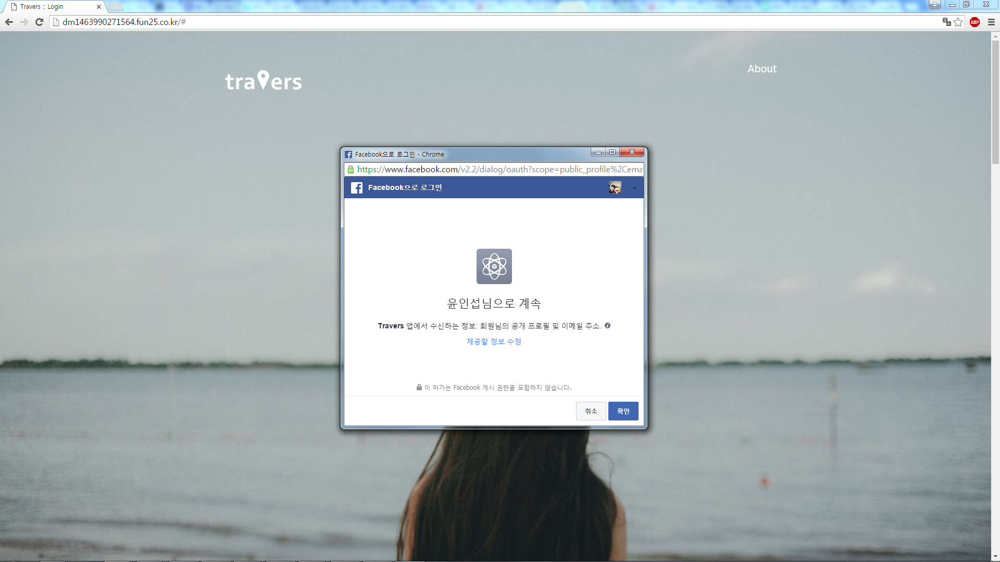 Travers :: Login
dm1463990271564.fun25.co.kr/#
ABP
travers
About
Facebook으로 로그인 - Chrome
https://www.facebook.com/v2.2/dialog/oauth?scope=public_profile%2Cema
Facebook으로 로그인
윤인섭님으로 계속
Travers 앱에서 수신하는 정보: 회원님의 공개 프로필 및 이메일 주소.
제공할 정보 수정
이 허가는 Facebook 게시 권한을 포함하지 않습니다.
취소
확인